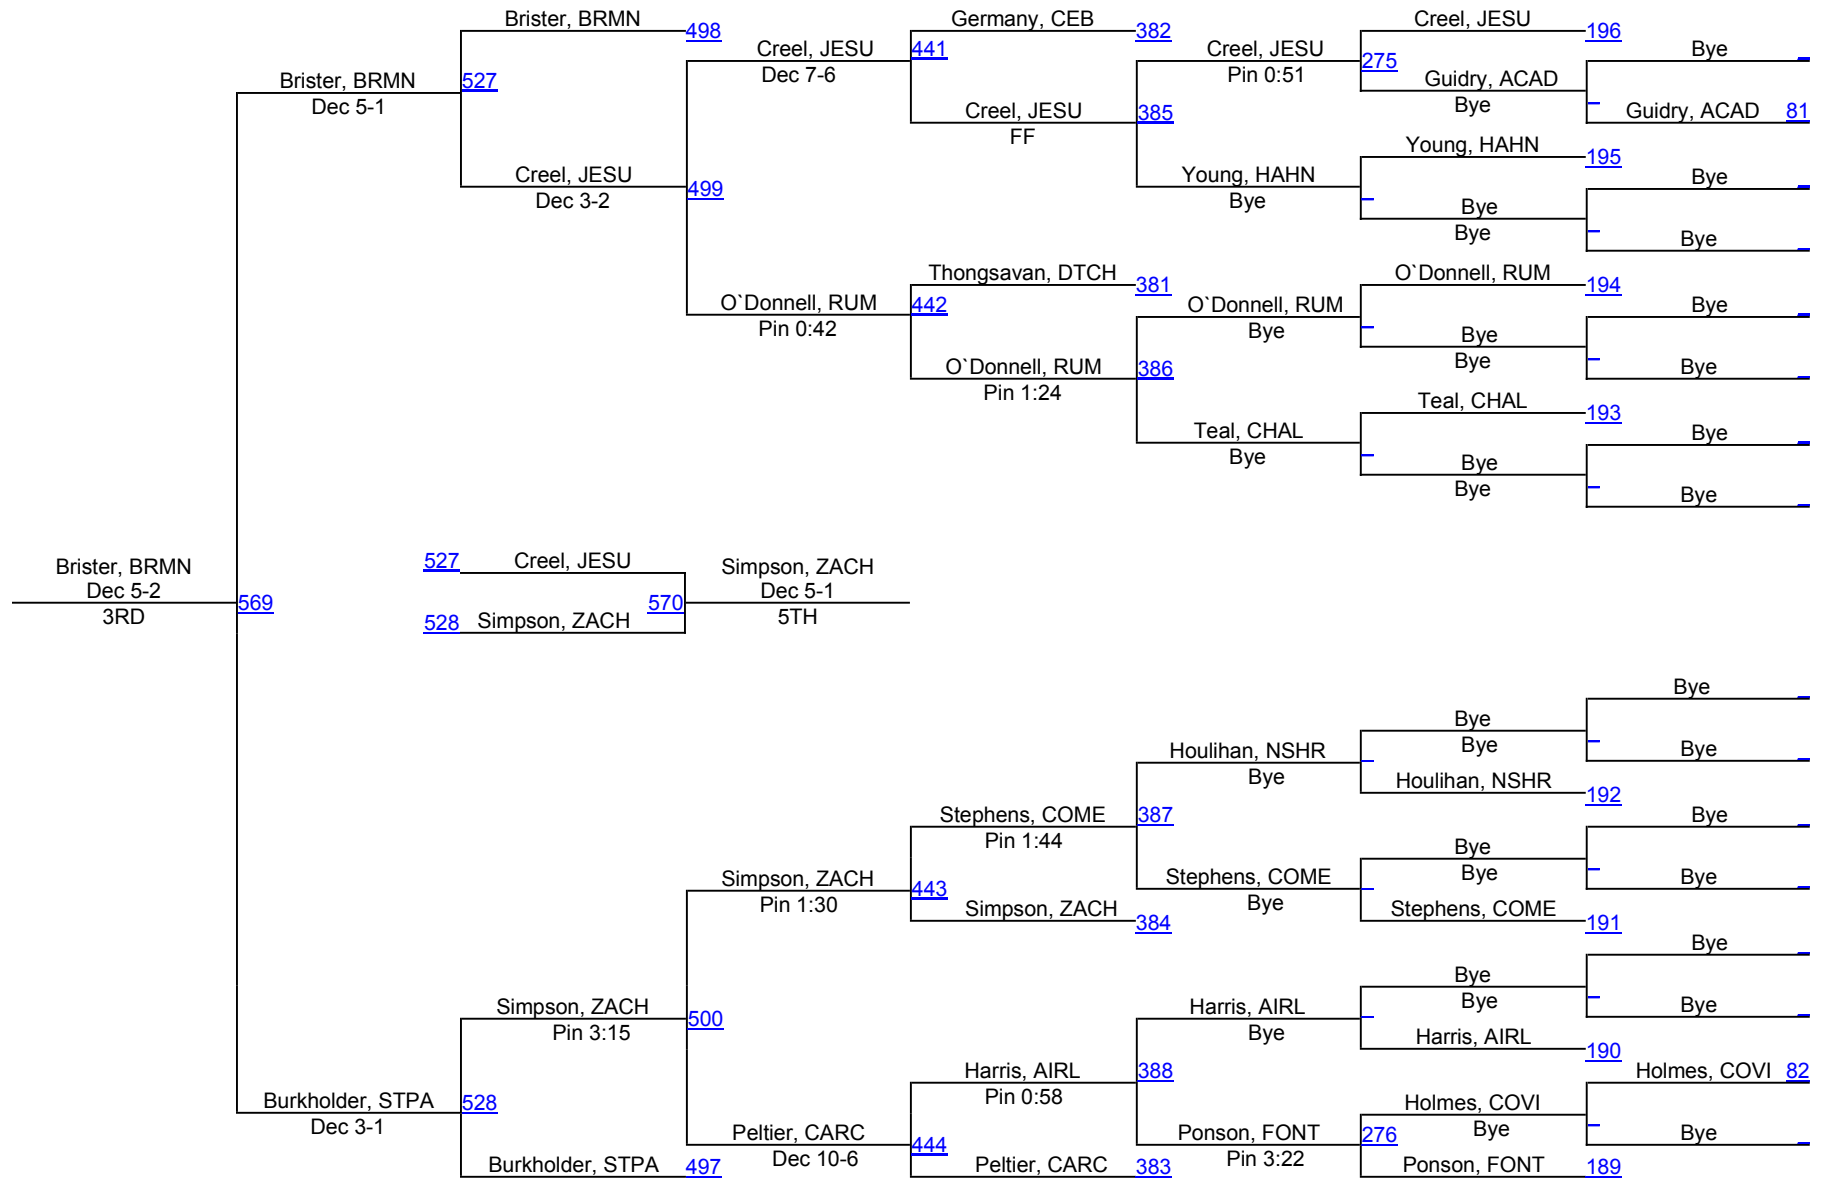 Brister, BRMN
498
Germany, CEB
382
Creel, JESU
196
Creel, JESU
Dec 7-6
441
Creel, JESU
Pin 0:51
275
Bye
Brister, BRMN
Dec 5-1
527
Guidry, ACAD
Bye
Creel, JESU
FF
385
Guidry, ACAD 81
Young, HAHN
195
Creel, JESU
Dec 3-2
499
Young, HAHN
Bye
Bye
Bye
Bye
Bye
Thongsavan, DTCH
381
O`Donnell, RUM
194
O`Donnell, RUM
Pin 0:42
442
O`Donnell, RUM
Bye
Bye
Bye
Bye
O`Donnell, RUM
Pin 1:24
386
Bye
Teal, CHAL
193
Teal, CHAL
Bye
Bye
Bye
Bye
Bye
Brister, BRMN
Dec 5-2
3RD
569
527 Creel, JESU
528 Simpson, ZACH
570
Simpson, ZACH
Dec 5-1
5TH
Bye
Bye
Bye
Houlihan, NSHR
Bye
Bye
Houlihan, NSHR
192
Stephens, COME
Pin 1:44
387
Bye
Bye
Bye
Simpson, ZACH
Pin 1:30
443
Stephens, COME
Bye
Bye
Simpson, ZACH
384
Stephens, COME
191
Bye
Bye
Bye
Simpson, ZACH
Pin 3:15
500
Harris, AIRL
Bye
Bye
Harris, AIRL
190
Harris, AIRL
Pin 0:58
388
Holmes, COVI 82
Burkholder, STPA
Dec 3-1
528
Holmes, COVI
Bye
Peltier, CARC
Dec 10-6
444
Ponson, FONT
Pin 3:22
276
Bye
Burkholder, STPA
497
Peltier, CARC
383
Ponson, FONT
189